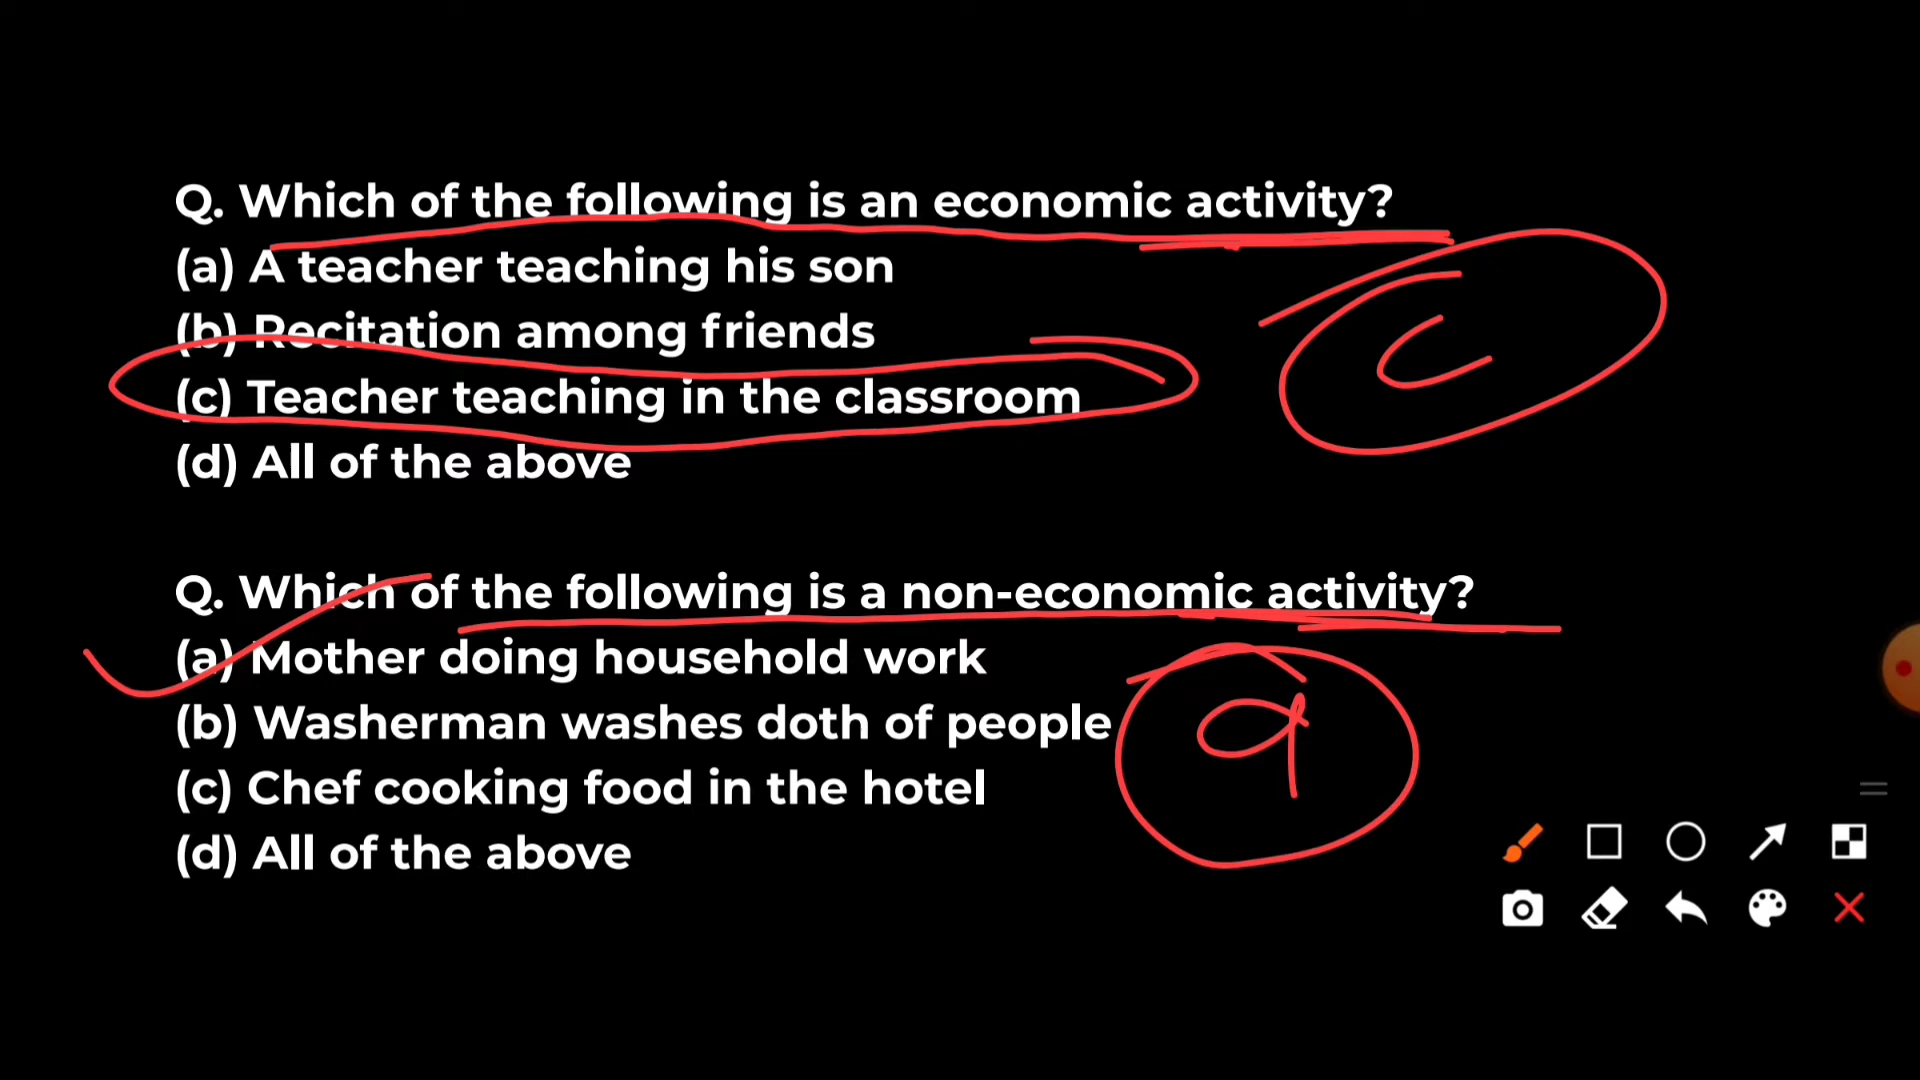 Q. Which of the following is an economic activity?
(a) A teacher teaching his son
(b) Recitation among friends
(c) Teacher teaching in the classroom
(d) All of the above
C
Q. Which of the following is a non-economic activity?
(a) Mother doing household work
(b) Washerman washes doth of people
(c) Chef cooking food in the hotel
(d) All of the above
a